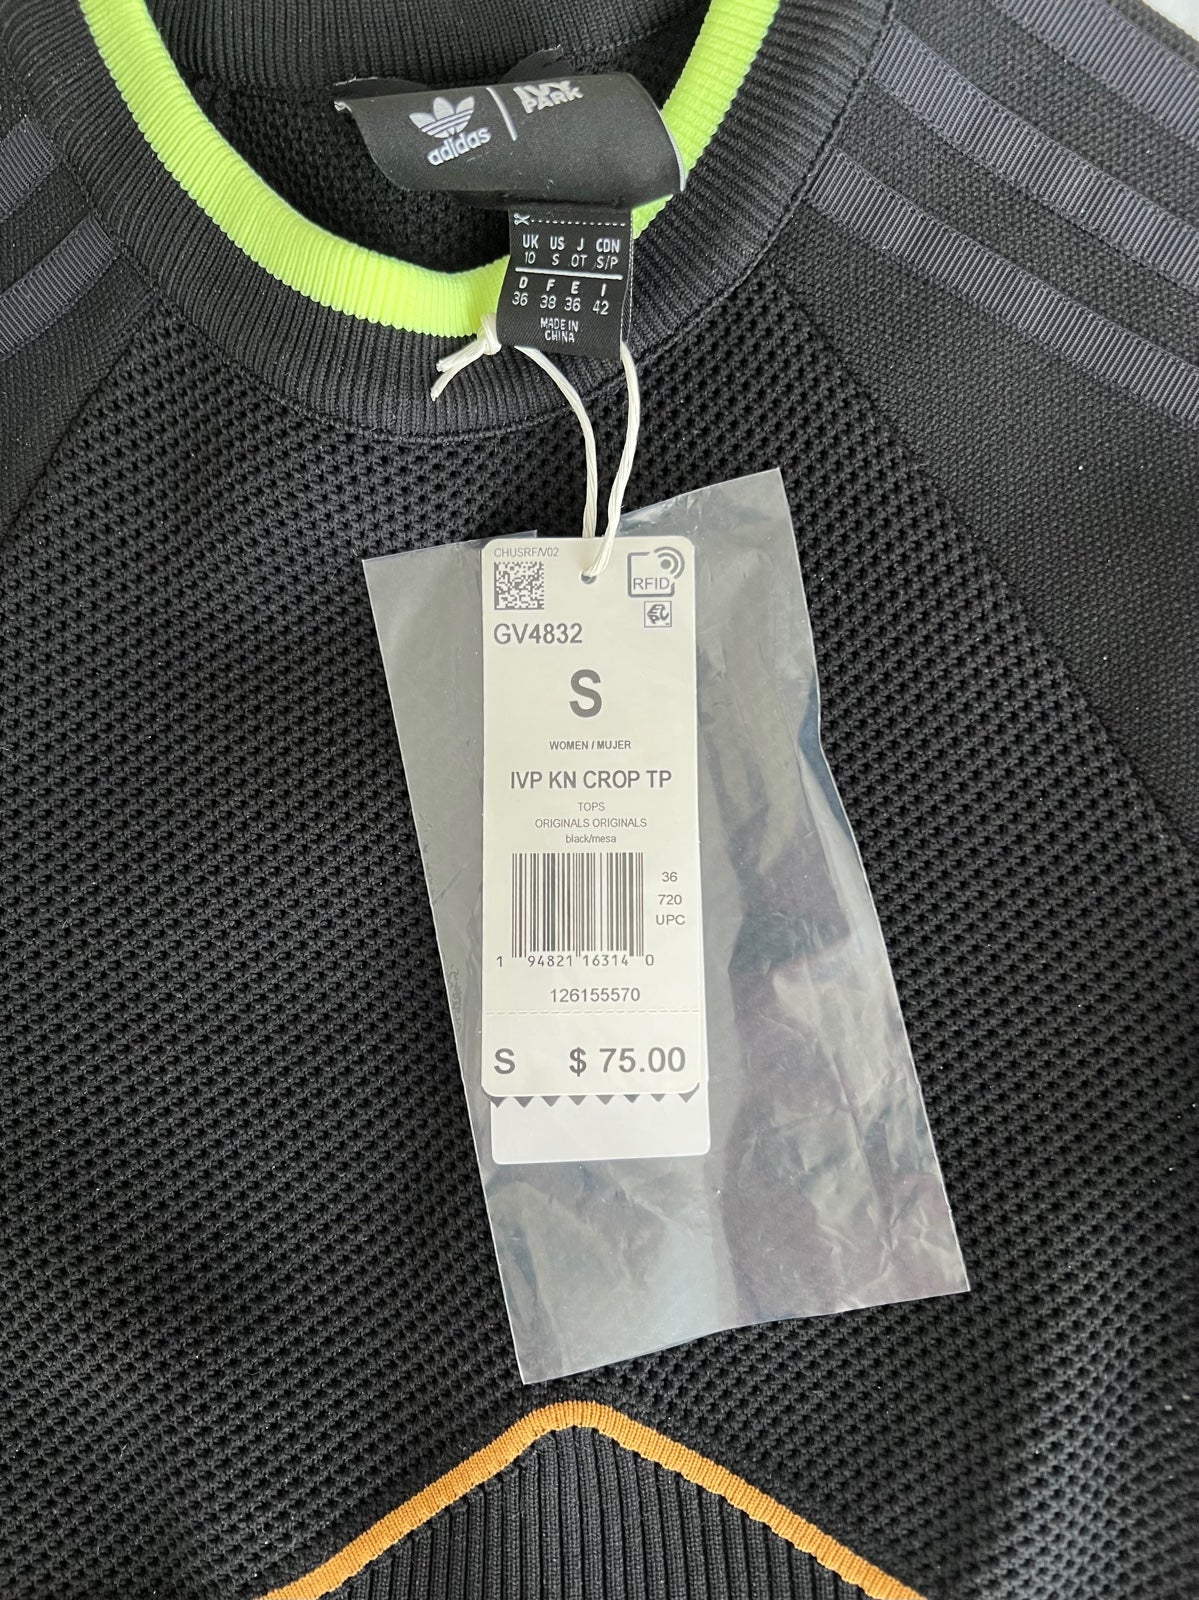 adidas
IVY
PARK
UK US J CDN
10 S OT S/P
D F E I
36 38 36 42
MADE IN
CHINA
CHUSRF/V02
RFID
GV4832
S
WOMEN / MUJER
IVP KN CROP TP
TOPS
ORIGINALS ORIGINALS
black/mesa
36
720
UPC
1 94821 16314 0
126155570
S $ 75.00